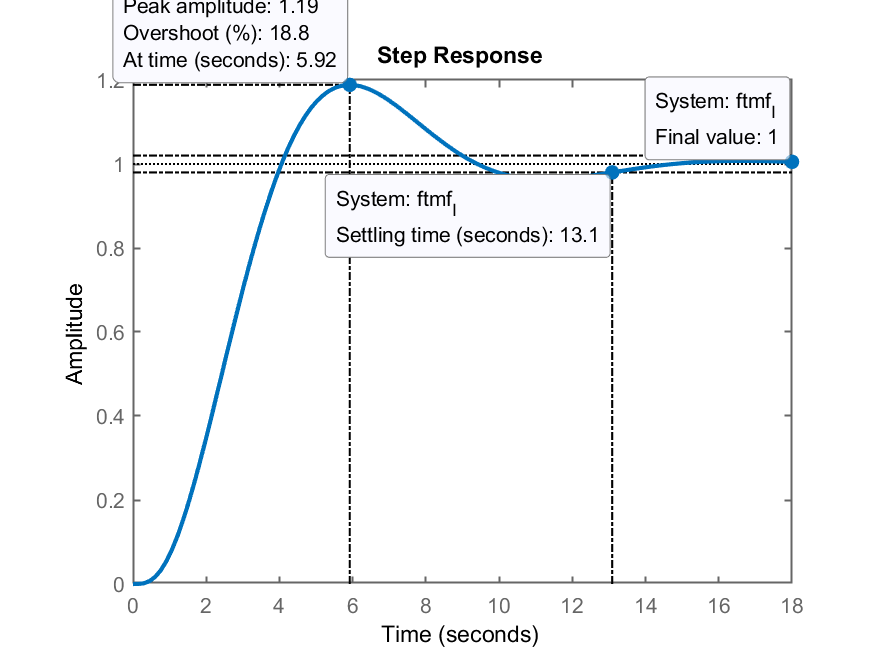 Peak amplitude: 1.19
Overshoot (%): 18.8
At time (seconds): 5.92
Step Response
System: ftmf_I
Final value: 1
System: ftmf_I
Settling time (seconds): 13.1
Amplitude
1.2
1
0.8
0.6
0.4
0.2
0
0 2 4 6 8 10 12 14 16 18
Time (seconds)